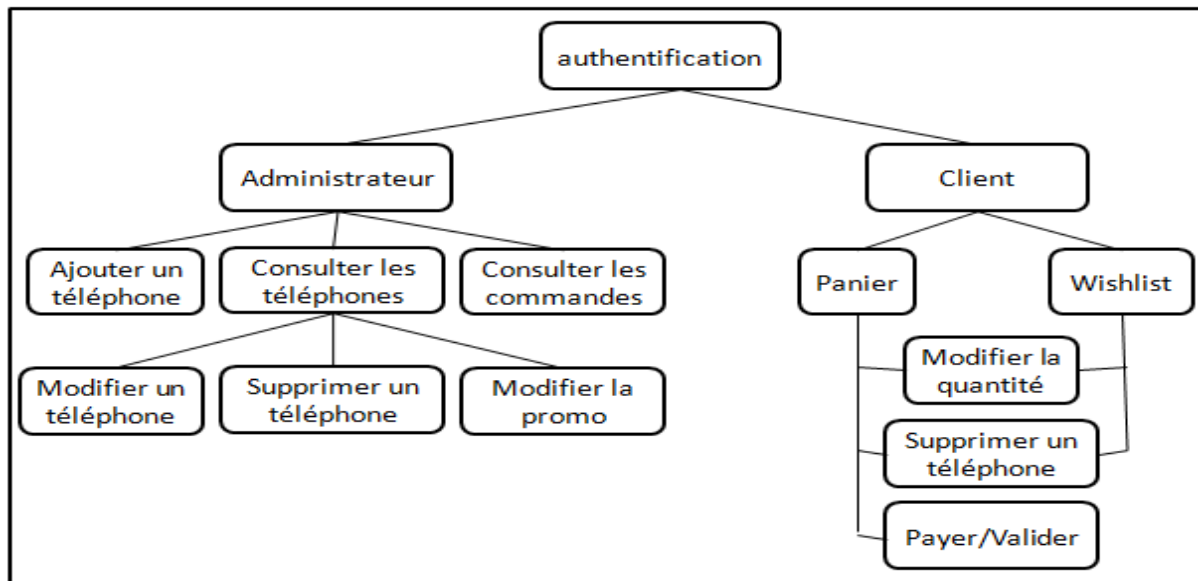 authentification
Administrateur
Client
Ajouter un
téléphone
Consulter les
téléphones
Consulter les
commandes
Panier
Wishlist
Modifier un
téléphone
Supprimer un
téléphone
Modifier la
promo
Modifier la
quantité
Supprimer un
téléphone
Payer/Valider